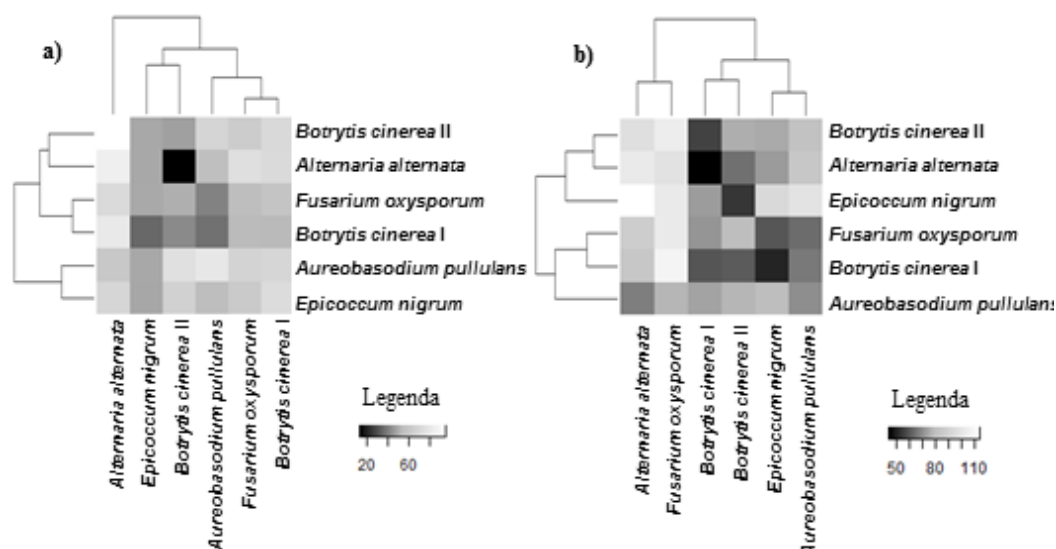 a)
Botrytis cinerea II
Alternaria alternata
Fusarium oxysporum
Botrytis cinerea I
Aureobasodium pullulans
Epicoccum nigrum
Alternaria alternata
Epicoccum nigrum
Botrytis cinerea II
Aureobasodium pullulans
Fusarium oxysporum
Botrytis cinerea I
Legenda
20 60
b)
Botrytis cinerea II
Alternaria alternata
Epicoccum nigrum
Fusarium oxysporum
Botrytis cinerea I
Aureobasodium pullulans
Alternaria alternata
Fusarium oxysporum
Botrytis cinerea I
Botrytis cinerea II
Epicoccum nigrum
Aureobasodium pullulans
Legenda
50 80 110